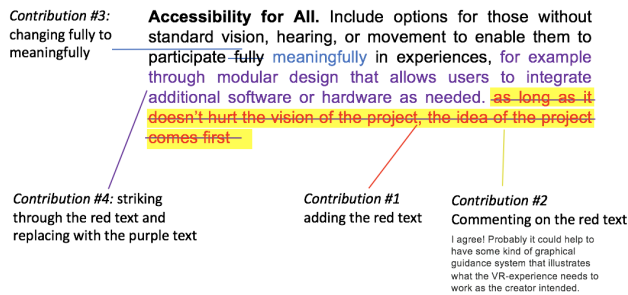 Contribution #3:
changing fully to
meaningfully
Accessibility for All. Include options for those without
standard vision, hearing, or movement to enable them to
participate fully meaningfully in experiences, for example
through modular design that allows users to integrate
additional software or hardware as needed. as long as it
doesn't hurt the vision of the project, the idea of the project
comes first
Contribution #4: striking
through the red text and
replacing with the purple text
Contribution #1
adding the red text
Contribution #2
Commenting on the red text
I agree! Probably it could help to
have some kind of graphical
guidance system that illustrates
what the VR-experience needs to
work as the creator intended.